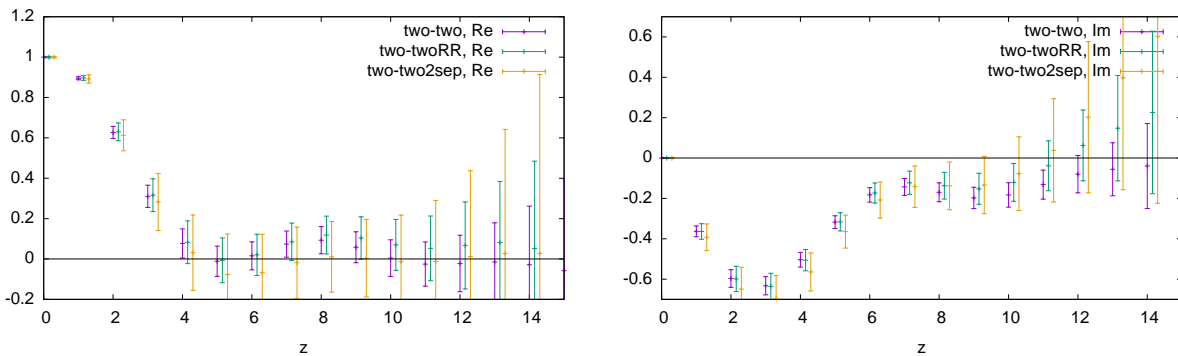 1.2
1
0.8
0.6
0.4
0.2
0
-0.2
0 2 4 6 8 10 12 14
z
two-two, Re
two-twoRR, Re
two-two2sep, Re
0.6
0.4
0.2
0
-0.2
-0.4
-0.6
0 2 4 6 8 10 12 14
z
two-two, Im
two-twoRR, Im
two-two2sep, Im